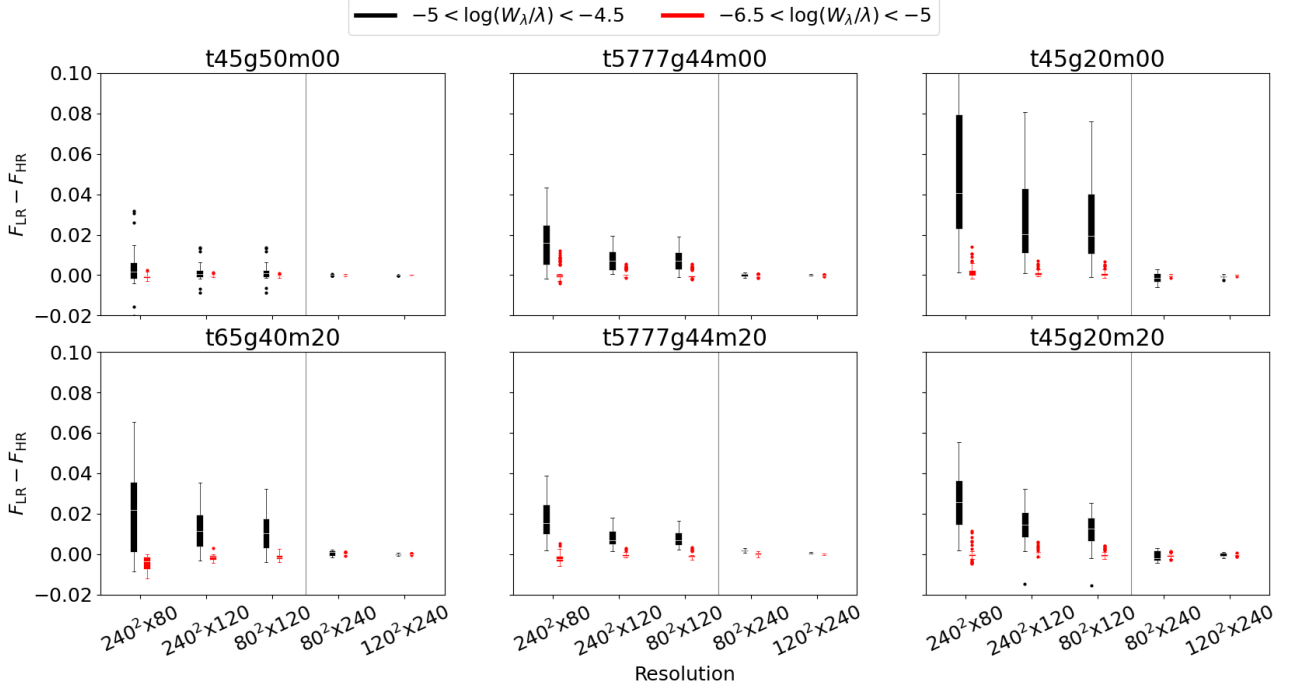 −5 < log(W_λ/λ) < −4.5 −6.5 < log(W_λ/λ) < −5
t45g50m00 t5777g44m00 t45g20m00
0.10
0.08
0.06
0.04
0.02
0.00
−0.02
F_LR − F_HR
t65g40m20 t5777g44m20 t45g20m20
0.10
0.08
0.06
0.04
0.02
0.00
−0.02
F_LR − F_HR
240²x80 240²x120 80²x120 80²x240 120²x240 240²x80 240²x120 80²x120 80²x240 120²x240 240²x80 240²x120 80²x120 80²x240 120²x240
Resolution